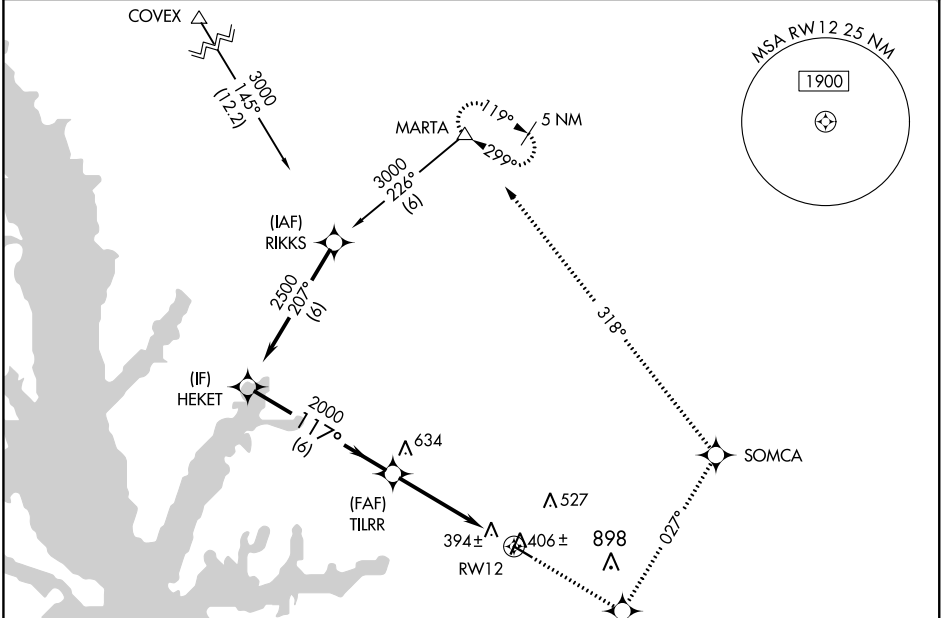 COVEX
3000
145°
(12.2)
MSA RW12 25 NM
1900
MARTA
119°
5 NM
299°
3000
226°
(6)
(IAF)
RIKKS
2500
207°
(6)
318°
(IF)
HEKET
2000
117°
(6)
634
SOMCA
(FAF)
TILRR
527
027°
394±
406±
898
RW12